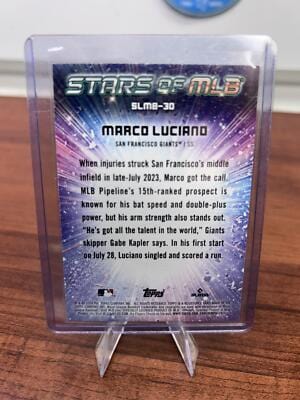 STARS OF MLB
SLMB-30
MARCO LUCIANO
SAN FRANCISCO GIANTS™ / SS
When injuries struck San Francisco's middle
infield in late-July 2023, Marco got the call.
MLB Pipeline's 15th-ranked prospect is
known for his bat speed and double-plus
power, but his arm strength also stands out.
"He's got all the talent in the world," Giants
skipper Gabe Kapler says. In his first start
on July 28, Luciano singled and scored a run.
Topps